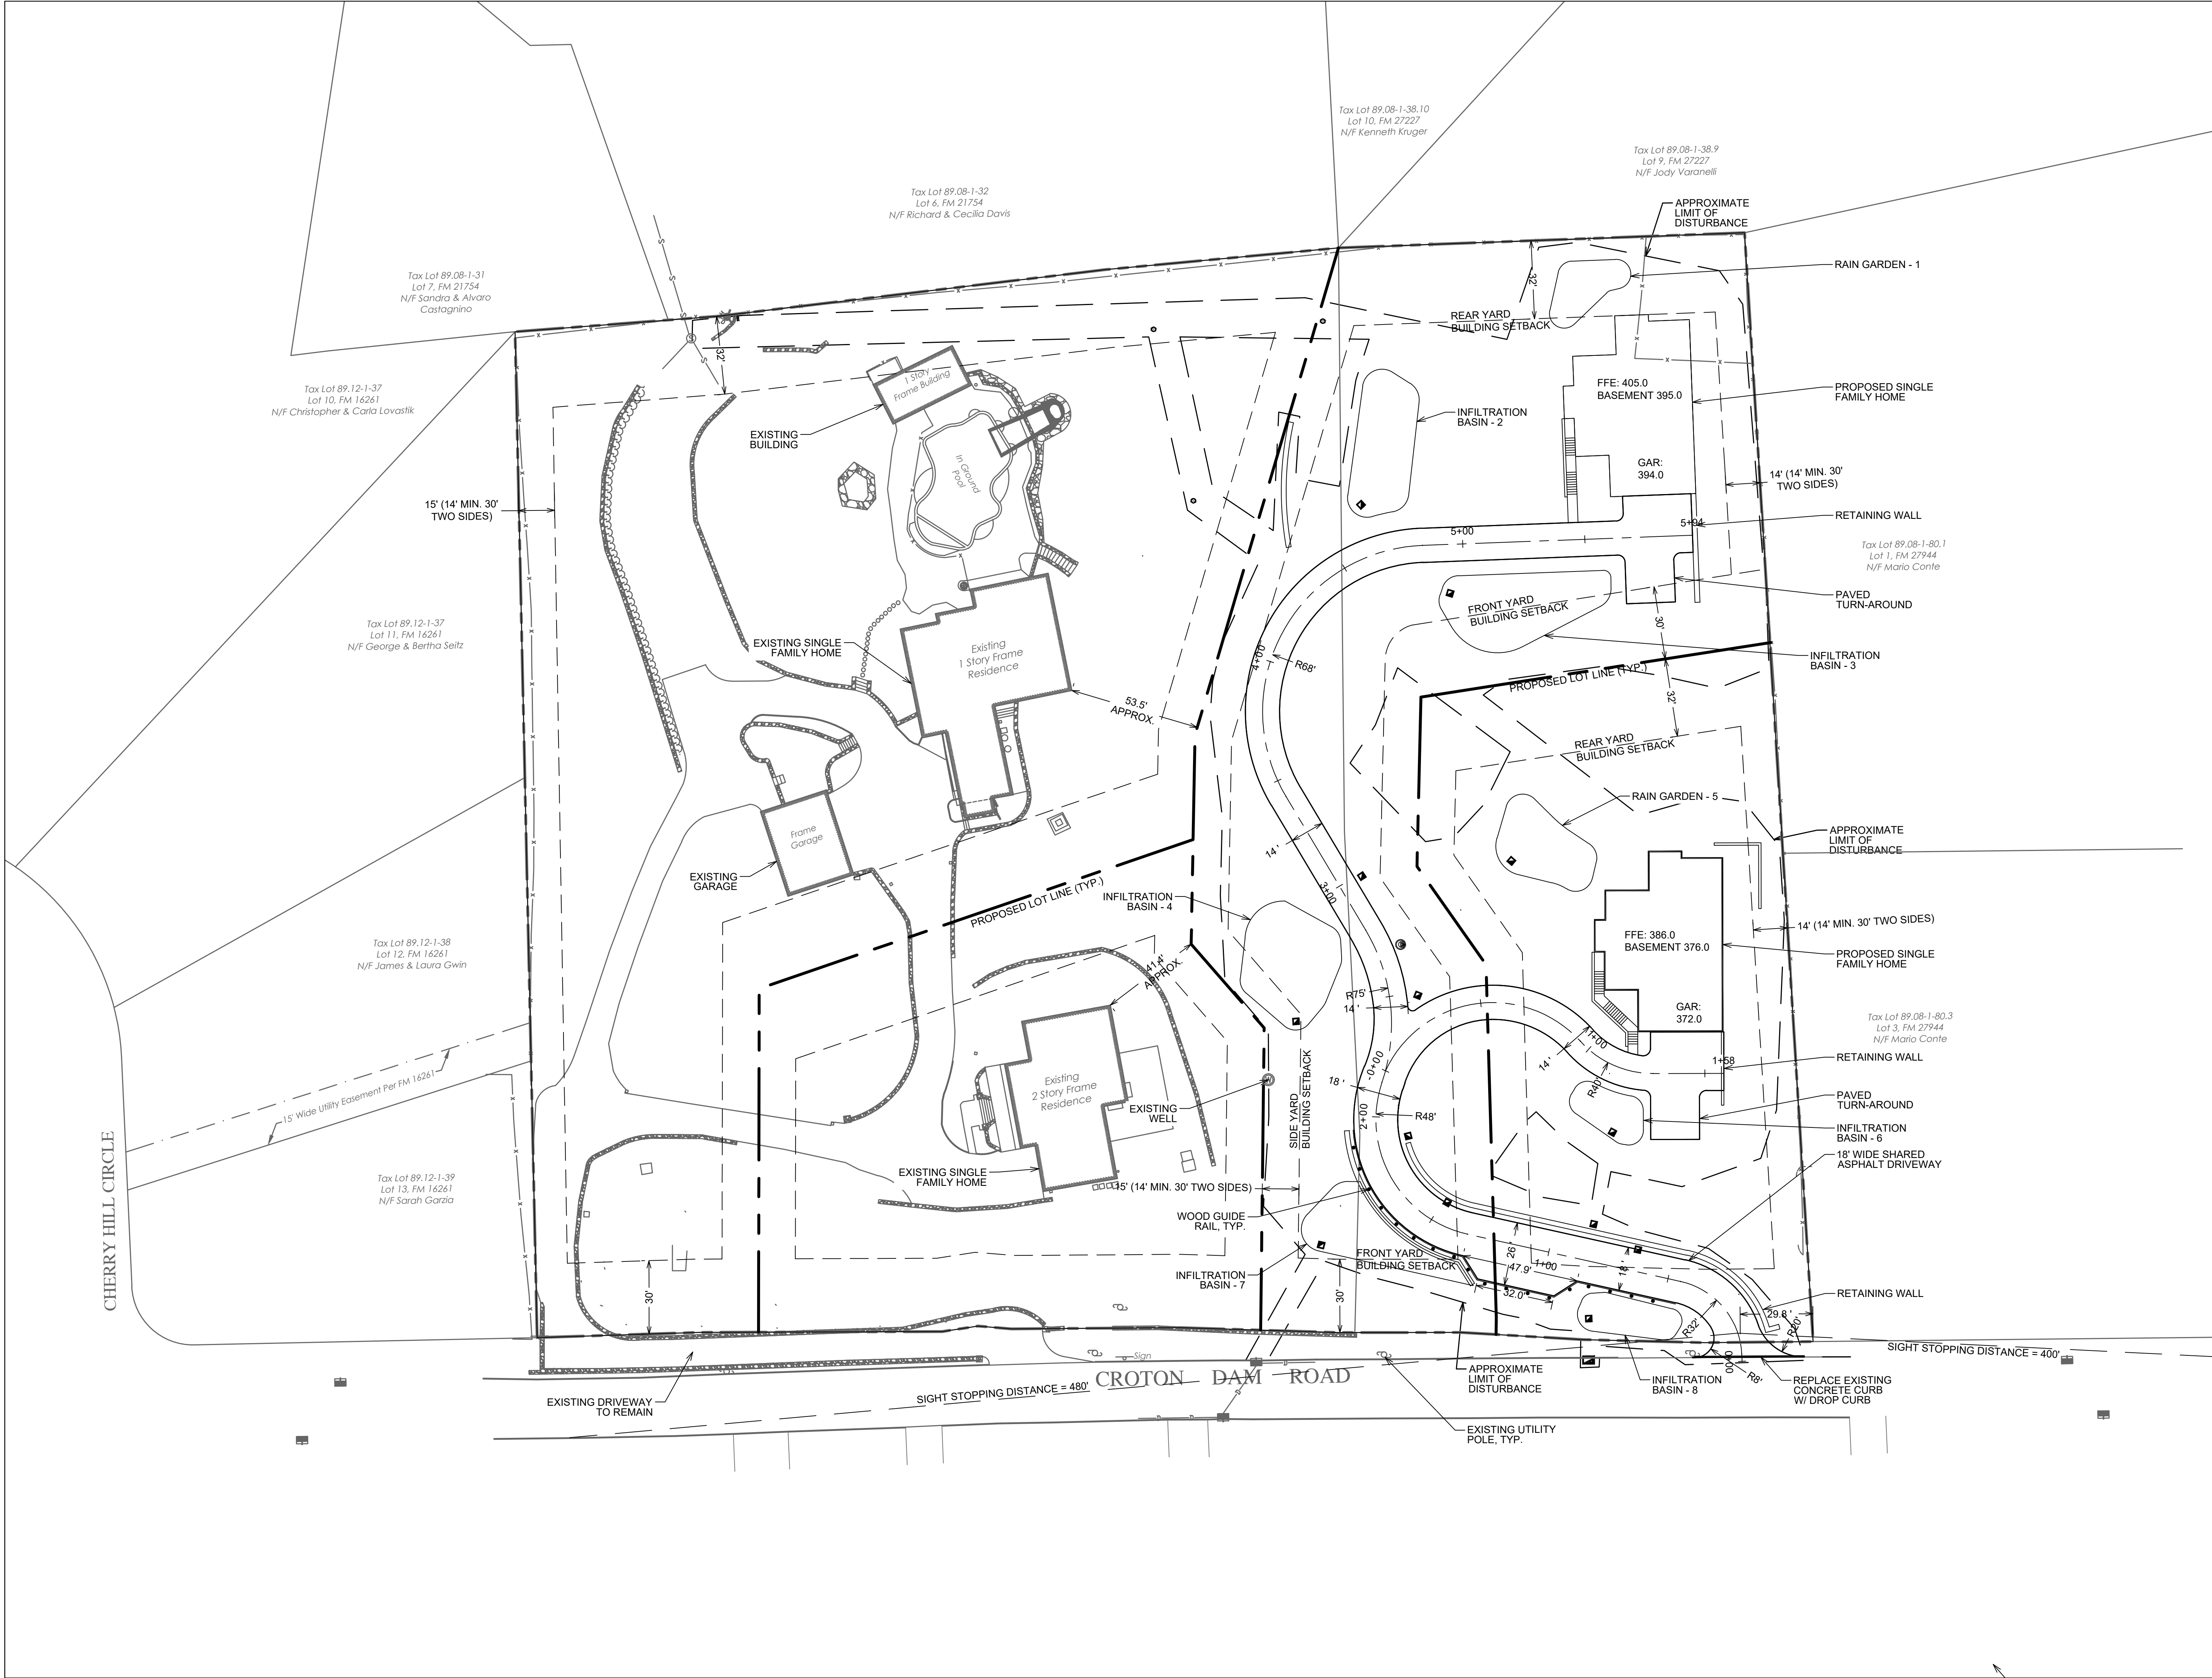 Tax Lot 89.08-1-38.10
Lot 10, FM 27227
N/F Kenneth Kruger
Tax Lot 89.08-1-38.9
Lot 9, FM 27227
N/F Jody Varanelli
Tax Lot 89.08-1-32
Lot 6, FM 21754
N/F Richard & Cecilia Davis
APPROXIMATE
LIMIT OF
DISTURBANCE
Tax Lot 89.08-1-31
Lot 7, FM 21754
N/F Sandra & Alvaro
Castagnino
RAIN GARDEN - 1
32'
32'
REAR YARD
BUILDING SETBACK
Tax Lot 89.12-1-37
Lot 10, FM 16261
N/F Christopher & Carla Lovastik
1 Story
Frame Building
EXISTING
BUILDING
In Ground
Pool
INFILTRATION
BASIN - 2
FFE: 405.0
BASEMENT 395.0
PROPOSED SINGLE
FAMILY HOME
GAR:
394.0
14' (14' MIN. 30'
TWO SIDES)
15' (14' MIN. 30'
TWO SIDES)
RETAINING WALL
5+00
5+94
Tax Lot 89.08-1-80.1
Lot 1, FM 27944
N/F Mario Conte
PAVED
TURN-AROUND
FRONT YARD
BUILDING SETBACK
30'
Tax Lot 89.12-1-37
Lot 11, FM 16261
N/F George & Bertha Seitz
EXISTING SINGLE
FAMILY HOME
Existing
1 Story Frame
Residence
4+00
R68'
INFILTRATION
BASIN - 3
PROPOSED LOT LINE (TYP.)
32'
53.5'
APPROX.
REAR YARD
BUILDING SETBACK
RAIN GARDEN - 5
Frame
Garage
14'
APPROXIMATE
LIMIT OF
DISTURBANCE
EXISTING
GARAGE
PROPOSED LOT LINE (TYP.)
INFILTRATION
BASIN - 4
3+00
14' (14' MIN. 30' TWO SIDES)
FFE: 386.0
BASEMENT 376.0
PROPOSED SINGLE
FAMILY HOME
Tax Lot 89.12-1-38
Lot 12, FM 16261
N/F James & Laura Gwin
41.4'
APPROX.
R75'
14'
GAR:
372.0
Tax Lot 89.08-1-80.3
Lot 3, FM 27944
N/F Mario Conte
1+00
14'
1+58
RETAINING WALL
15' Wide Utility Easement Per FM 16261
Existing
2 Story Frame
Residence
EXISTING
WELL
SIDE YARD
BUILDING SETBACK
-0+00
18'
2+00
R48'
R40'
PAVED
TURN-AROUND
INFILTRATION
BASIN - 6
18' WIDE SHARED
ASPHALT DRIVEWAY
CHERRY HILL CIRCLE
Tax Lot 89.12-1-39
Lot 13, FM 16261
N/F Sarah Garzia
EXISTING SINGLE
FAMILY HOME
15' (14' MIN. 30' TWO SIDES)
WOOD GUIDE
RAIL, TYP.
FRONT YARD
BUILDING SETBACK
26'
1+00
47.9'
18'
INFILTRATION
BASIN - 7
30'
30'
32.0'
RETAINING WALL
29.8'
R32'
R20'
Sign
SIGHT STOPPING DISTANCE = 400'
0+00
R8'
CROTON DAM ROAD
SIGHT STOPPING DISTANCE = 480'
APPROXIMATE
LIMIT OF
DISTURBANCE
INFILTRATION
BASIN - 8
REPLACE EXISTING
CONCRETE CURB
W/ DROP CURB
EXISTING DRIVEWAY
TO REMAIN
EXISTING UTILITY
POLE, TYP.